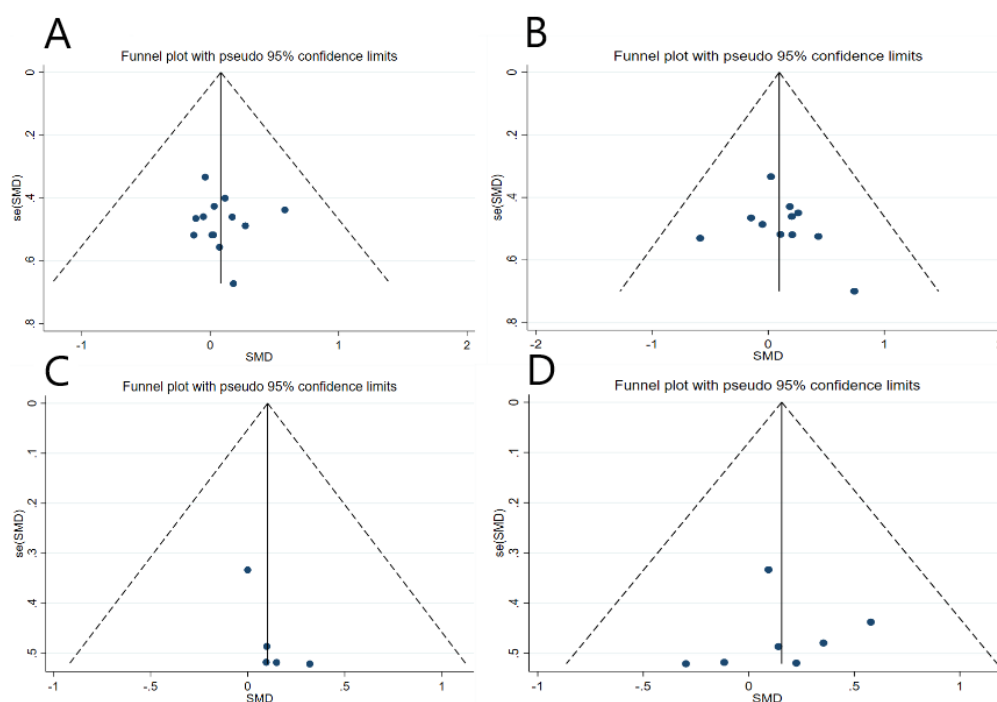 A
Funnel plot with pseudo 95% confidence limits
se(SMD)
0
.2
.4
.6
.8
-1
0
1
2
SMD
B
Funnel plot with pseudo 95% confidence limits
se(SMD)
0
.2
.4
.6
.8
-2
-1
0
1
SMD
C
Funnel plot with pseudo 95% confidence limits
se(SMD)
0
.1
.2
.3
.4
.5
-1
-.5
0
.5
1
SMD
D
Funnel plot with pseudo 95% confidence limits
se(SMD)
0
.1
.2
.3
.4
.5
-1
-.5
0
.5
1
SMD